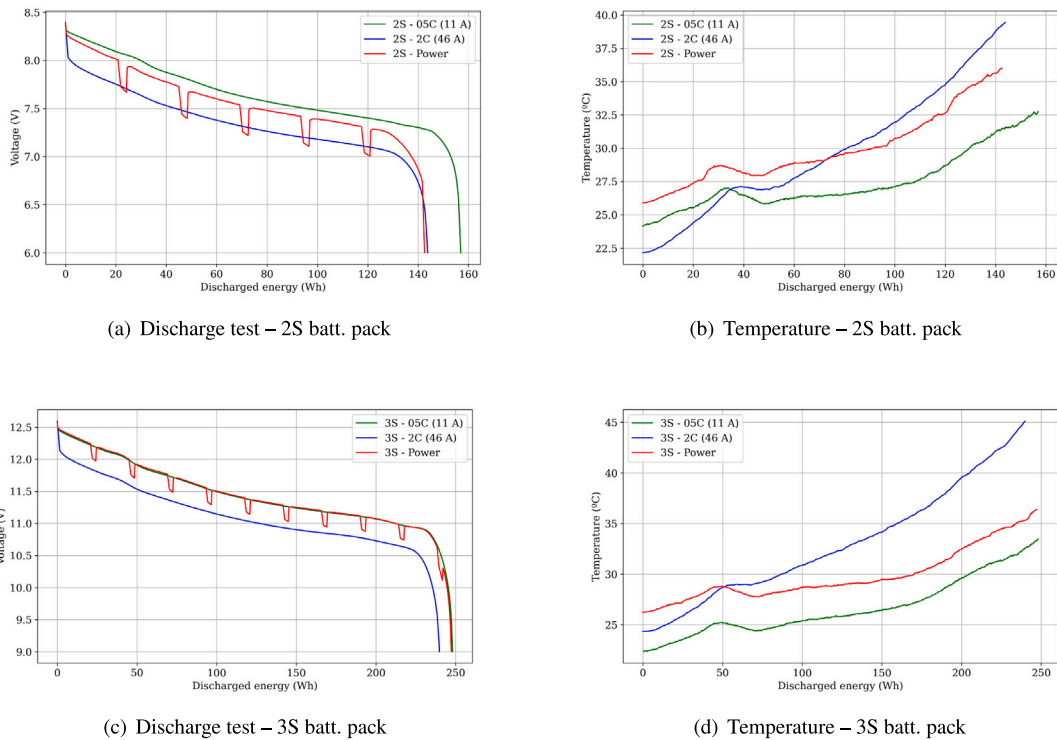 8.5
8.0
7.5
7.0
6.5
6.0
Voltage (V)
0 20 40 60 80 100 120 140 160
Discharged energy (Wh)
2S - 05C (11 A)
2S - 2C (46 A)
2S - Power
(a) Discharge test – 2S batt. pack
40.0
37.5
35.0
32.5
30.0
27.5
25.0
22.5
Temperature (ºC)
0 20 40 60 80 100 120 140 160
Discharged energy (Wh)
2S - 05C (11 A)
2S - 2C (46 A)
2S - Power
(b) Temperature – 2S batt. pack
12.5
12.0
11.5
11.0
10.5
10.0
9.5
9.0
Voltage (V)
0 50 100 150 200 250
Discharged energy (Wh)
3S - 05C (11 A)
3S - 2C (46 A)
3S - Power
(c) Discharge test – 3S batt. pack
45
40
35
30
25
Temperature (ºC)
0 50 100 150 200 250
Discharged energy (Wh)
3S - 05C (11 A)
3S - 2C (46 A)
3S - Power
(d) Temperature – 3S batt. pack